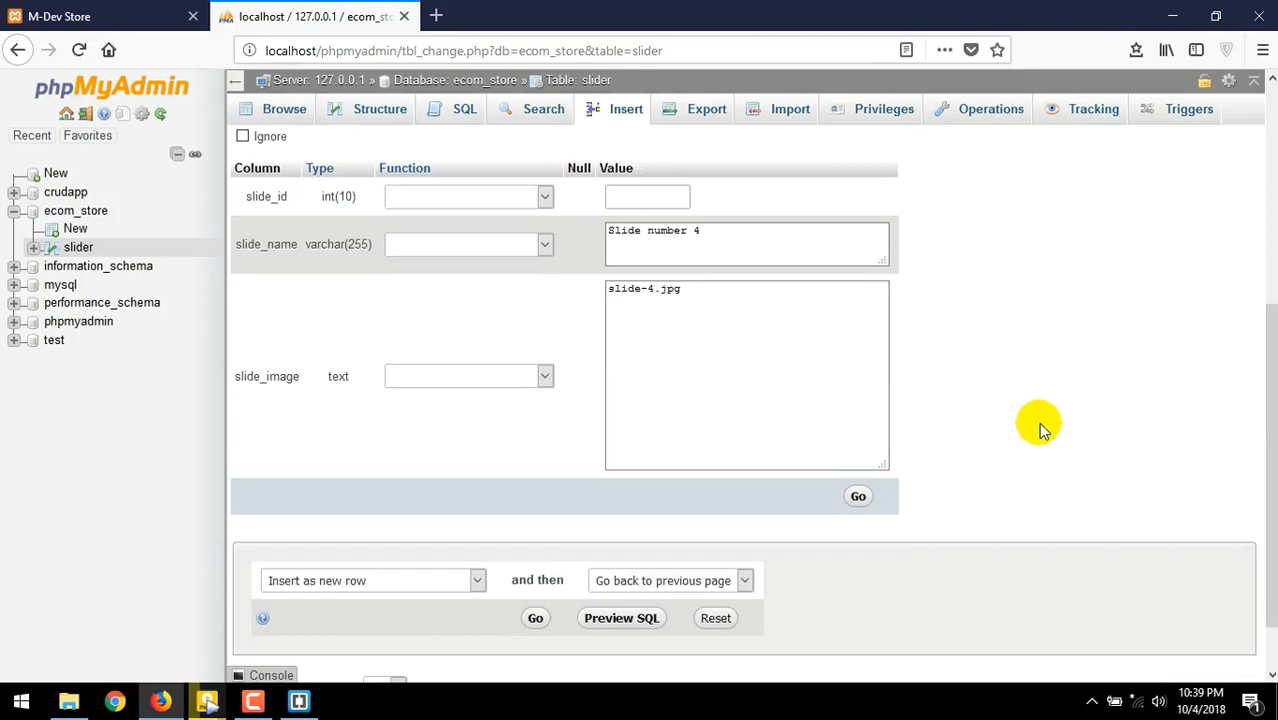 M-Dev Store
localhost / 127.0.0.1 / ecom_sto
localhost/phpmyadmin/tbl_change.php?db=ecom_store&table=slider
phpMyAdmin
Server: 127.0.0.1 » Database: ecom_store » Table: slider
Browse Structure SQL Search Insert Export Import Privileges Operations Tracking Triggers
Recent Favorites
Ignore
New
crudapp
ecom_store
New
slider
information_schema
mysql
performance_schema
phpmyadmin
test
Column Type Function Null Value
slide_id int(10)
slide_name varchar(255) Slide number 4
slide_image text slide-4.jpg
Go
Insert as new row and then Go back to previous page
Go Preview SQL Reset
Console
10:39 PM
10/4/2018